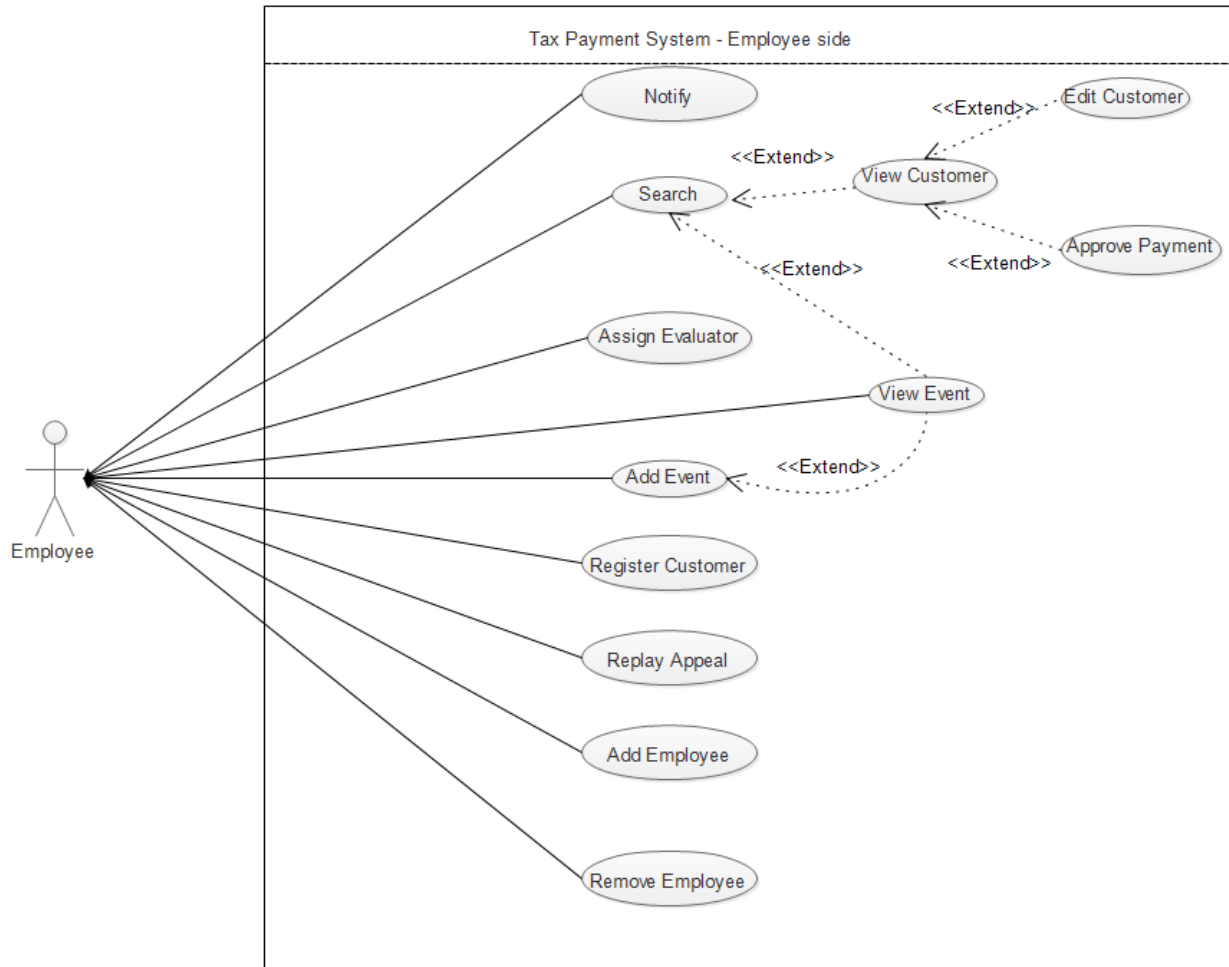 Tax Payment System - Employee side
Notify
Edit Customer
<<Extend>>
<<Extend>>
View Customer
Search
Approve Payment
<<Extend>>
<<Extend>>
Assign Evaluator
View Event
<<Extend>>
Add Event
Employee
Register Customer
Replay Appeal
Add Employee
Remove Employee